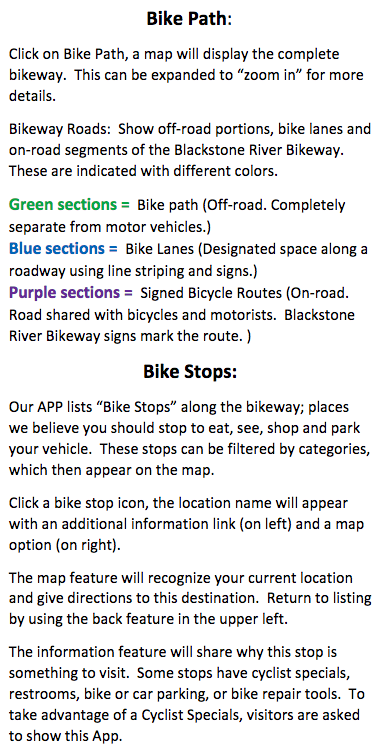 Bike Path:
Click on Bike Path, a map will display the complete
bikeway.  This can be expanded to “zoom in” for more
details.
Bikeway Roads:  Show off-road portions, bike lanes and
on-road segments of the Blackstone River Bikeway.
These are indicated with different colors.
Green sections =  Bike path (Off-road. Completely
separate from motor vehicles.)
Blue sections =  Bike Lanes (Designated space along a
roadway using line striping and signs.)
Purple sections =  Signed Bicycle Routes (On-road.
Road shared with bicycles and motorists.  Blackstone
River Bikeway signs mark the route. )
Bike Stops:
Our APP lists “Bike Stops” along the bikeway; places
we believe you should stop to eat, see, shop and park
your vehicle.  These stops can be filtered by categories,
which then appear on the map.
Click a bike stop icon, the location name will appear
with an additional information link (on left) and a map
option (on right).
The map feature will recognize your current location
and give directions to this destination.  Return to listing
by using the back feature in the upper left.
The information feature will share why this stop is
something to visit.  Some stops have cyclist specials,
restrooms, bike or car parking, or bike repair tools.  To
take advantage of a Cyclist Specials, visitors are asked
to show this App.